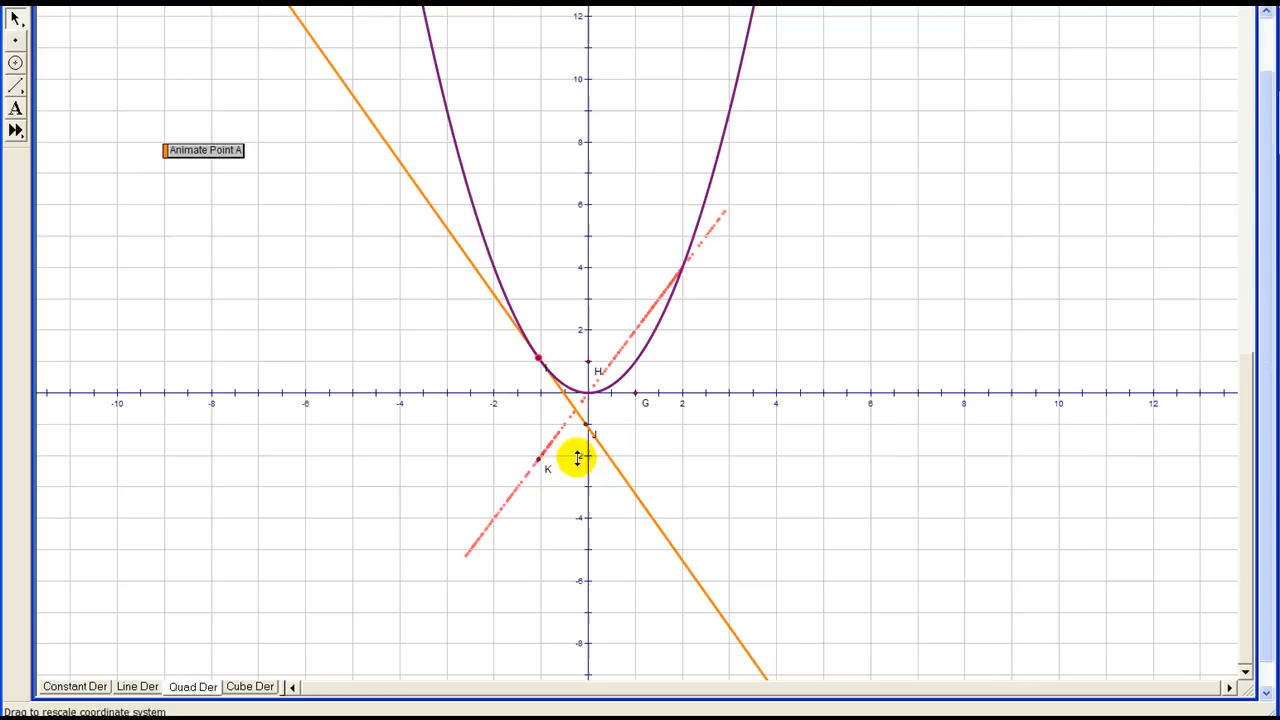 A
12
10
8
6
4
2
-2
-4
-6
-8
Animate Point A
H
I
J
K
G
-10 -8 -6 -4 -2 2 4 6 8 10 12
Constant Der Line Der Quad Der Cube Der
Drag to rescale coordinate system